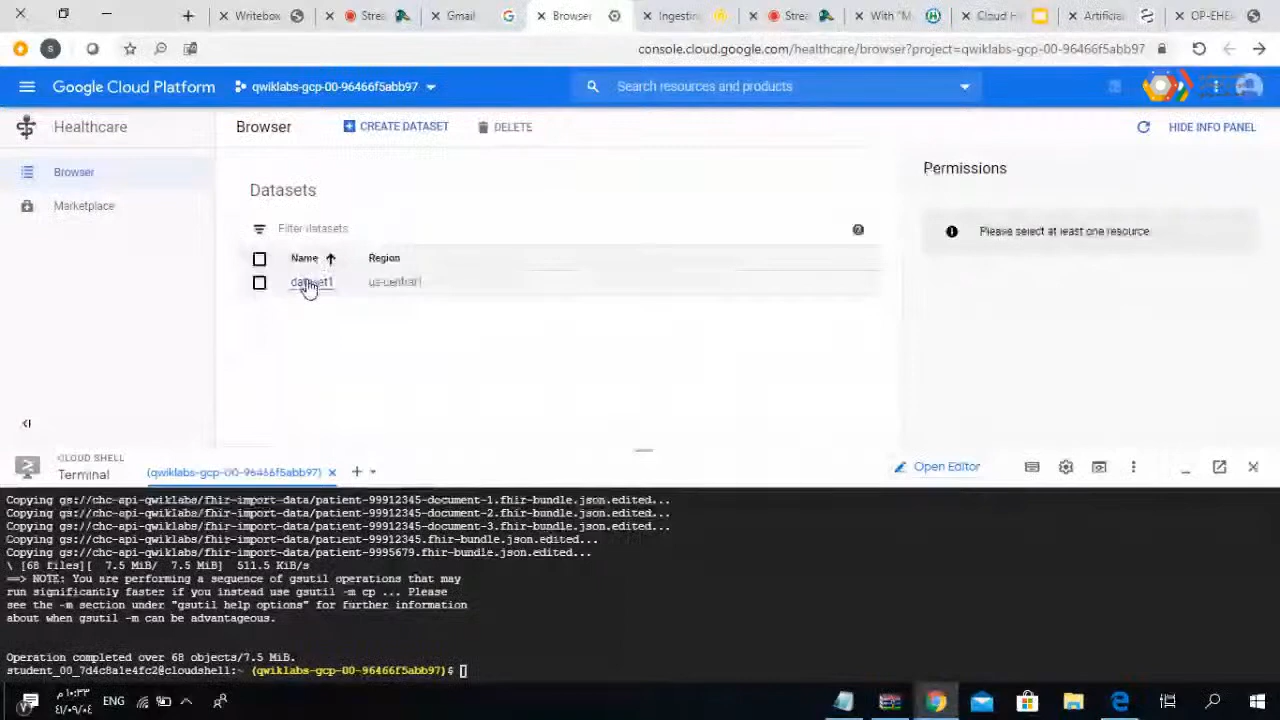 Writebox
Strea
Gmail
Browser
Ingestin
Strea
With "M
Cloud H
Artificia
OP-EHE
console.cloud.google.com/healthcare/browser?project=qwiklabs-gcp-00-96466f5abb97
Google Cloud Platform
qwiklabs-gcp-00-96466f5abb97
Search resources and products
Healthcare
Browser
CREATE DATASET
DELETE
HIDE INFO PANEL
Browser
Marketplace
Datasets
Filter datasets
Name
Region
dataset1
us-central1
Permissions
Please select at least one resource
CLOUD SHELL
Terminal
(qwiklabs-gcp-00-96466f5abb97)
Open Editor
Copying gs://chc-api-qwiklabs/fhir-import-data/patient-99912345-document-1.fhir-bundle.json.edited...
Copying gs://chc-api-qwiklabs/fhir-import-data/patient-99912345-document-2.fhir-bundle.json.edited...
Copying gs://chc-api-qwiklabs/fhir-import-data/patient-99912345-document-3.fhir-bundle.json.edited...
Copying gs://chc-api-qwiklabs/fhir-import-data/patient-99912345.fhir-bundle.json.edited...
Copying gs://chc-api-qwiklabs/fhir-import-data/patient-9995679.fhir-bundle.json.edited...
\ [68 files][ 7.5 MiB/ 7.5 MiB] 511.5 KiB/s
==> NOTE: You are performing a sequence of gsutil operations that may
run significantly faster if you instead use gsutil -m cp ... Please
see the -m section under "gsutil help options" for further information
about when gsutil -m can be advantageous.
Operation completed over 68 objects/7.5 MiB.
student_00_7d4c8a1e4fc2@cloudshell:~ (qwiklabs-gcp-00-96466f5abb97)$
ENG